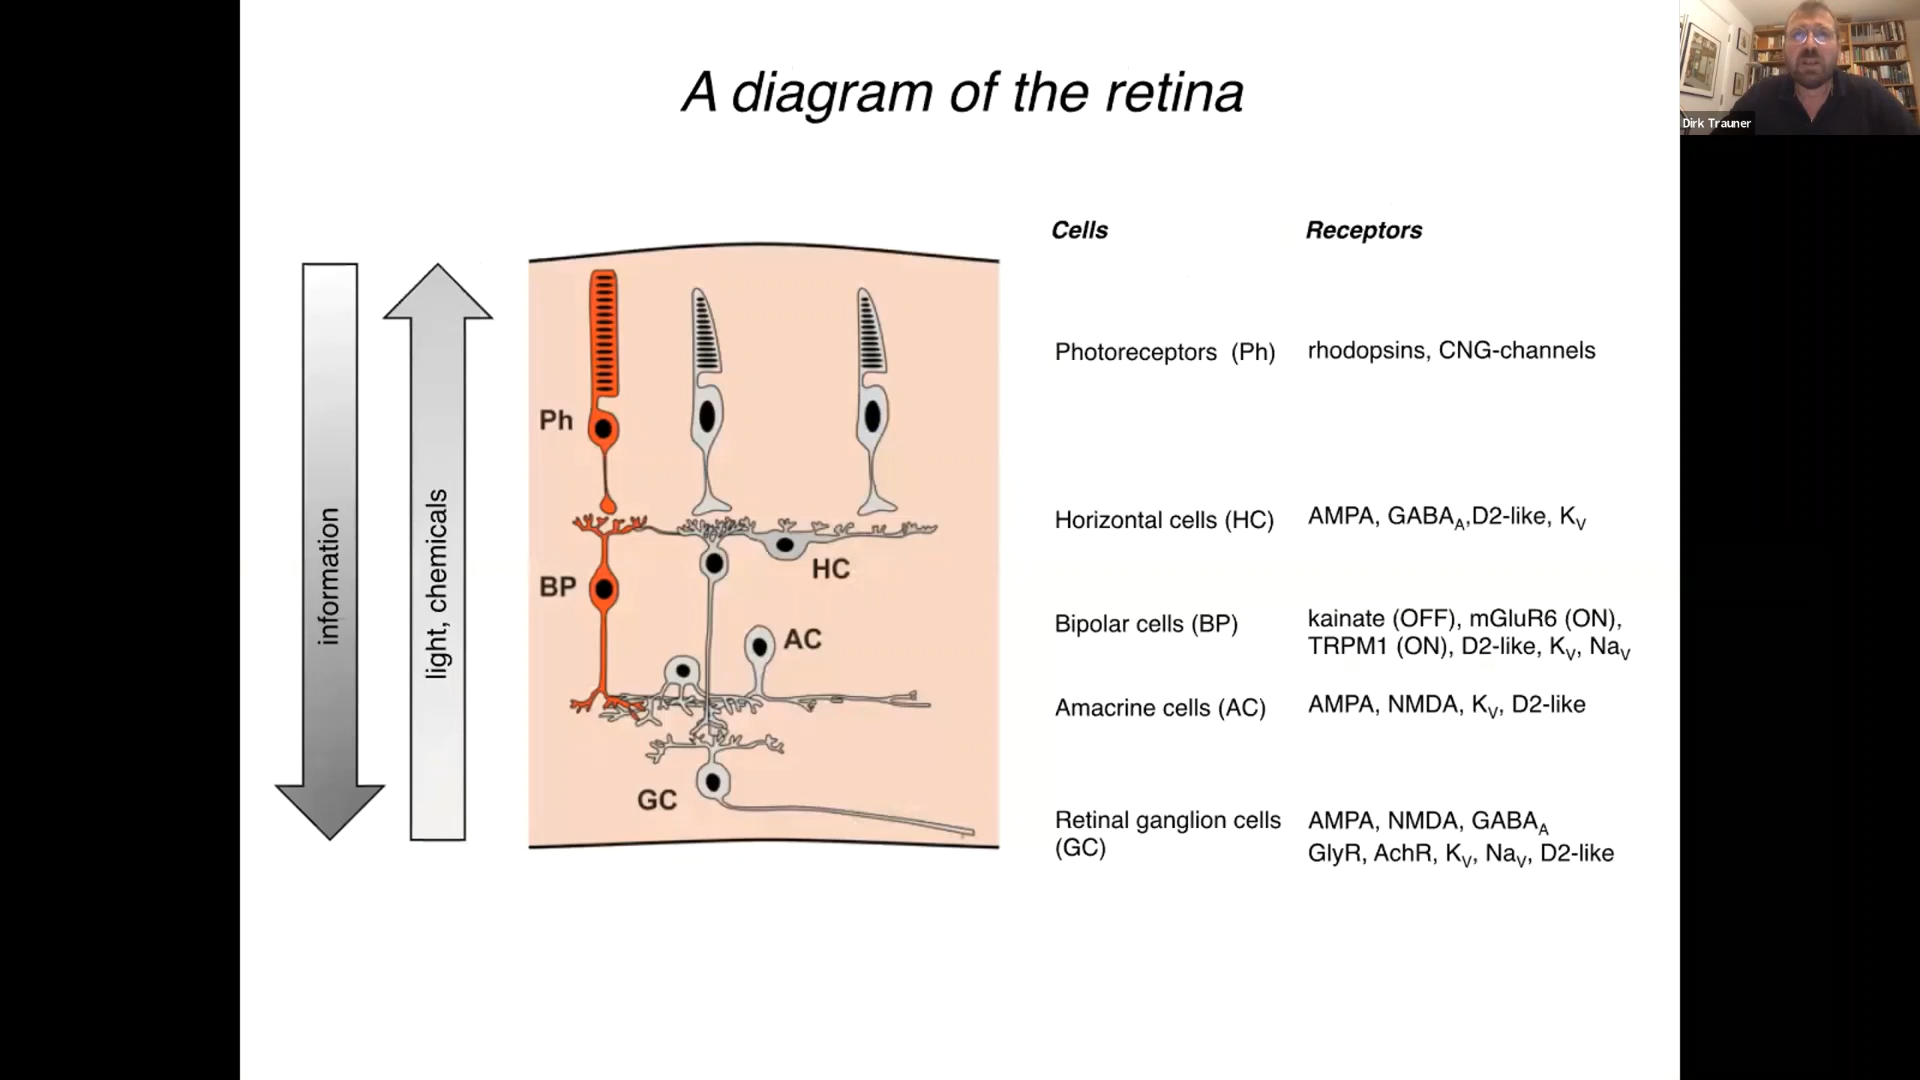 A diagram of the retina
Dirk Trauner
Cells Receptors
information
light, chemicals
Ph
BP
HC
AC
GC
Photoreceptors (Ph) rhodopsins, CNG-channels
Horizontal cells (HC) AMPA, GABAA,D2-like, KV
Bipolar cells (BP) kainate (OFF), mGluR6 (ON),
TRPM1 (ON), D2-like, KV, NaV
Amacrine cells (AC) AMPA, NMDA, KV, D2-like
Retinal ganglion cells AMPA, NMDA, GABAA
(GC) GlyR, AchR, KV, NaV, D2-like